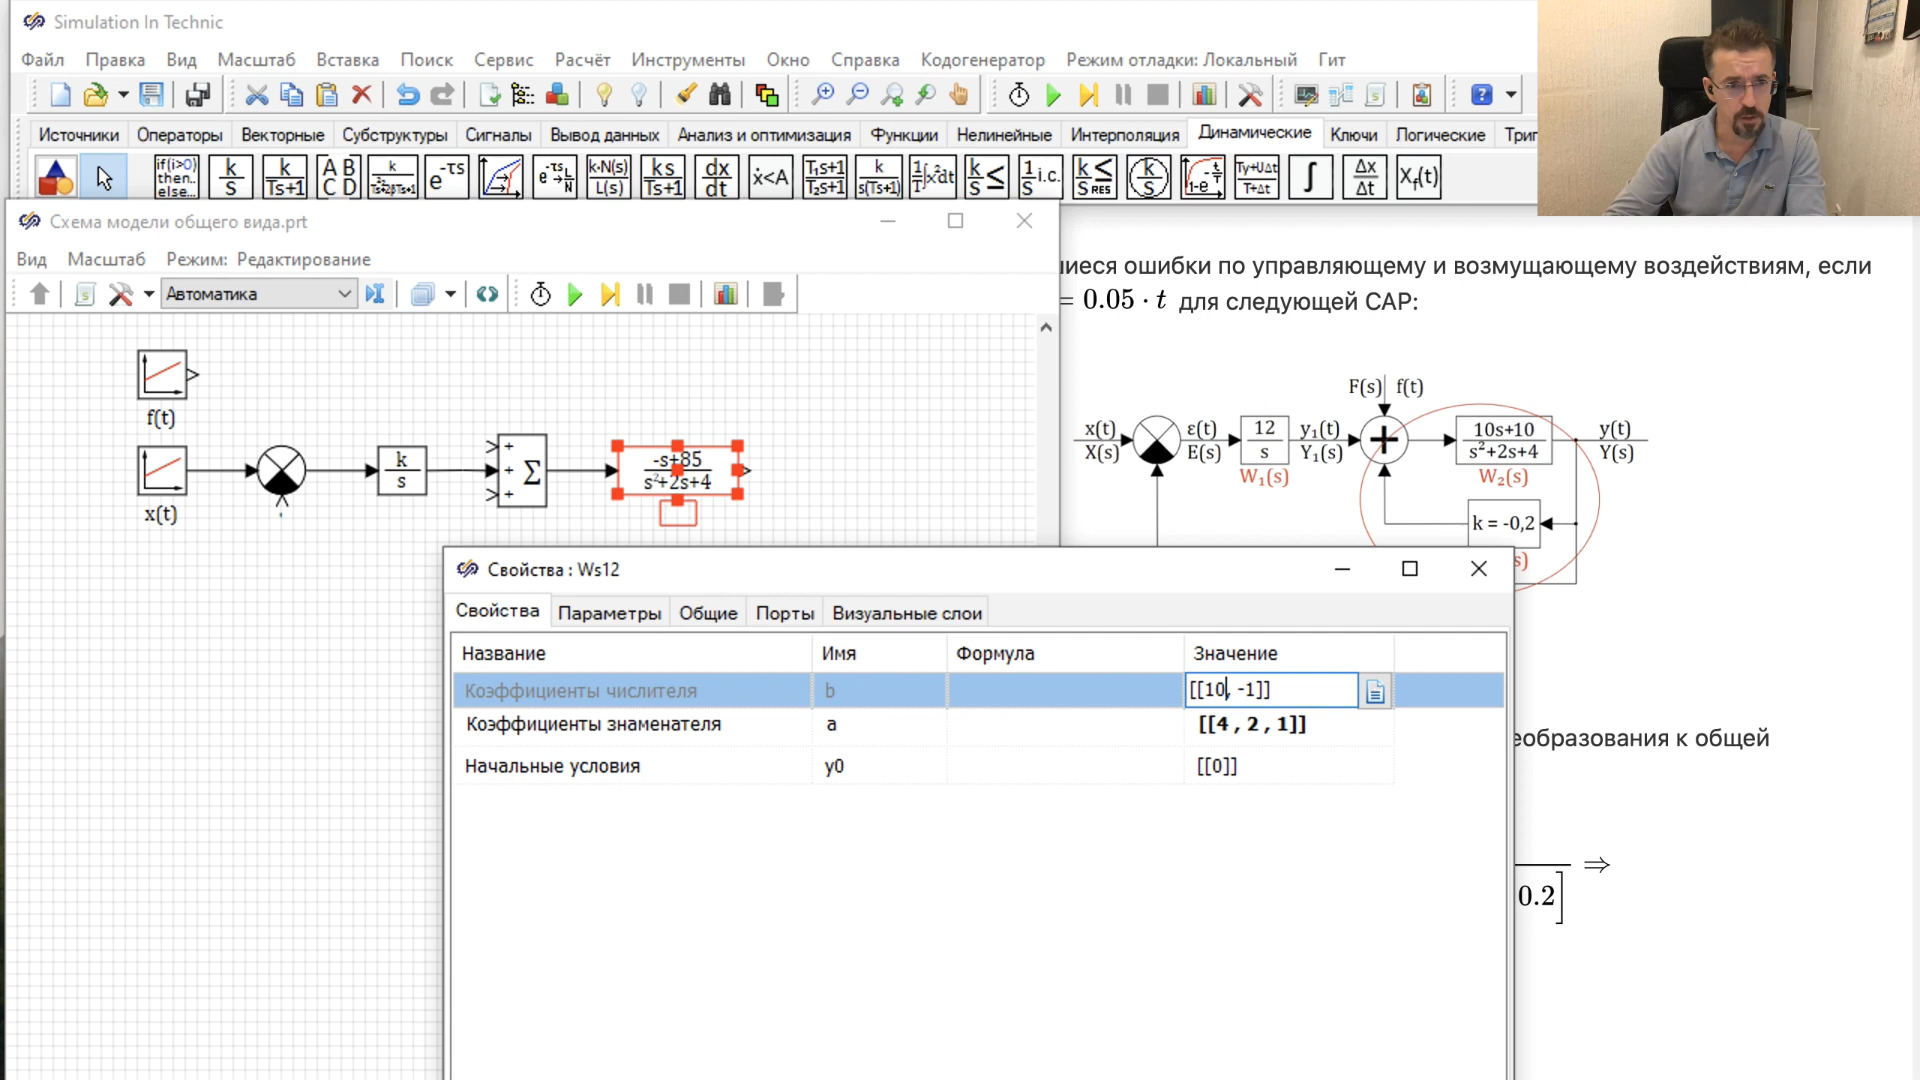 Simulation In Technic
Файл Правка Вид Масштаб Вставка Поиск Сервис Расчёт Инструменты Окно Справка Кодогенератор Режим отладки: Локальный Гит
Источники Операторы Векторные Субструктуры Сигналы Вывод данных Анализ и оптимизация Функции Нелинейные Интерполяция Динамические Ключи Логические
Схема модели общего вида.prt
Вид Масштаб Режим: Редактирование
Автоматика
ошибки по управляющему и возмущающему воздействиям, если
= 0.05 · t для следующей САР:
f(t)
x(t)
k
s
+
+ Σ
+
-s+85
s²+2s+4
F(s) f(t)
x(t)
X(s)
ε(t)
E(s)
12
s
W₁(s)
y₁(t)
Y₁(s)
10s+10
s²+2s+4
W₂(s)
y(t)
Y(s)
k = -0,2
s)
Свойства : Ws12
Свойства Параметры Общие Порты Визуальные слои
Название Имя Формула Значение
Коэффициенты числителя b [[10, -1]]
Коэффициенты знаменателя a [[4 , 2 , 1]]
Начальные условия y0 [[0]]
еобразования к общей
⇒
0.2]